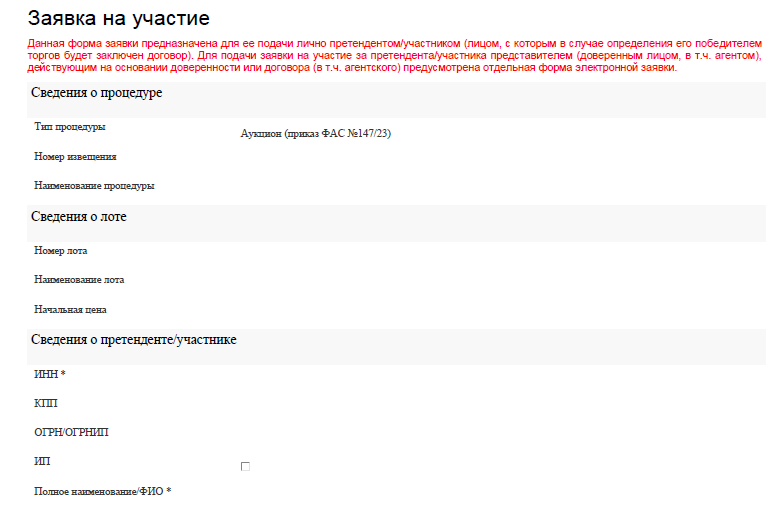 Заявка на участие
Данная форма заявки предназначена для ее подачи лично претендентом/участником (лицом, с которым в случае определения его победителем
торгов будет заключен договор). Для подачи заявки на участие за претендента/участника представителем (доверенным лицом, в т.ч. агентом),
действующим на основании доверенности или договора (в т.ч. агентского) предусмотрена отдельная форма электронной заявки.
Сведения о процедуре
Тип процедуры
Аукцион (приказ ФАС №147/23)
Номер извещения
Наименование процедуры
Сведения о лоте
Номер лота
Наименование лота
Начальная цена
Сведения о претенденте/участнике
ИНН *
КПП
ОГРН/ОГРНИП
ИП
Полное наименование/ФИО *